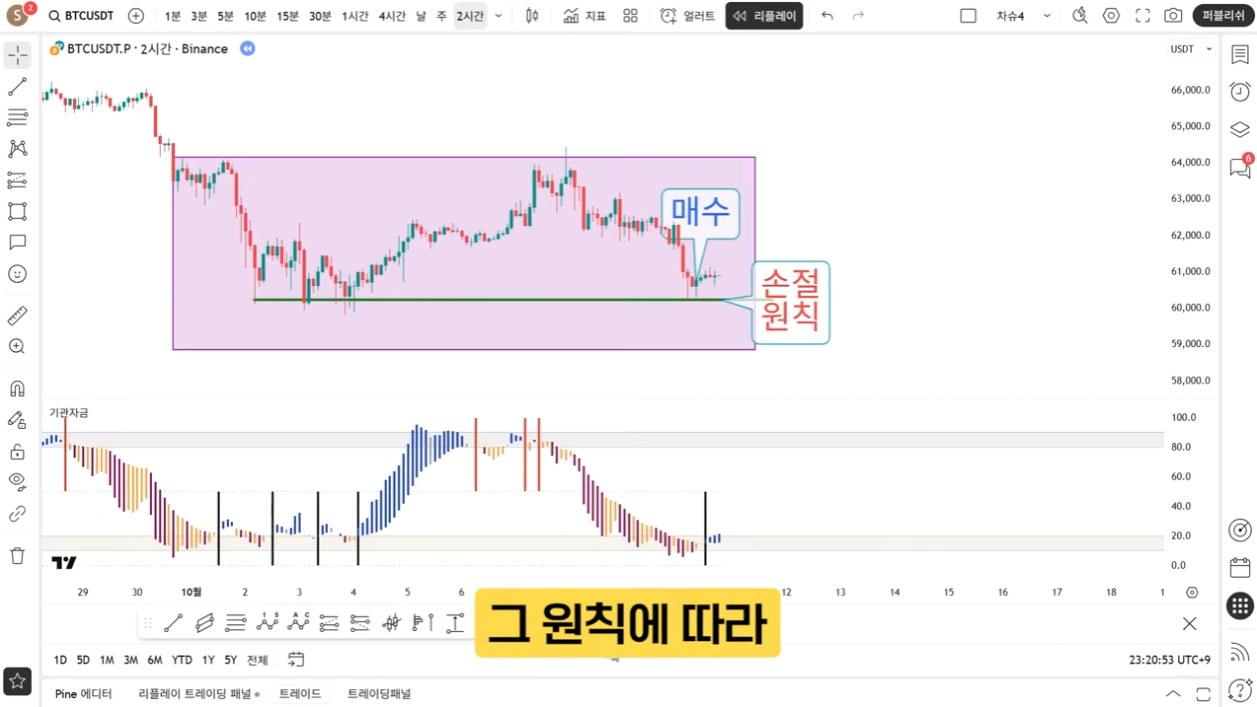 S 2 BTCUSDT 1분 3분 5분 10분 15분 30분 1시간 4시간 날 주 2시간 지표 얼러트 리플레이 차슈4 퍼블리쉬
BTCUSDT.P · 2시간 · Binance
USDT
66,000.0
65,000.0
64,000.0
6
63,000.0
매수
62,000.0
61,000.0
손절
원칙
60,000.0
59,000.0
58,000.0
기관자금
100.0
80.0
60.0
40.0
20.0
0.0
29 30 10월 2 3 4 5 6 12 13 14 15 16 17 18 1
그 원칙에 따라
1D 5D 1M 3M 6M YTD 1Y 5Y 전체
23:20:53 UTC+9
Pine 에디터 리플레이 트레이딩 패널 트레이드 트레이딩패널